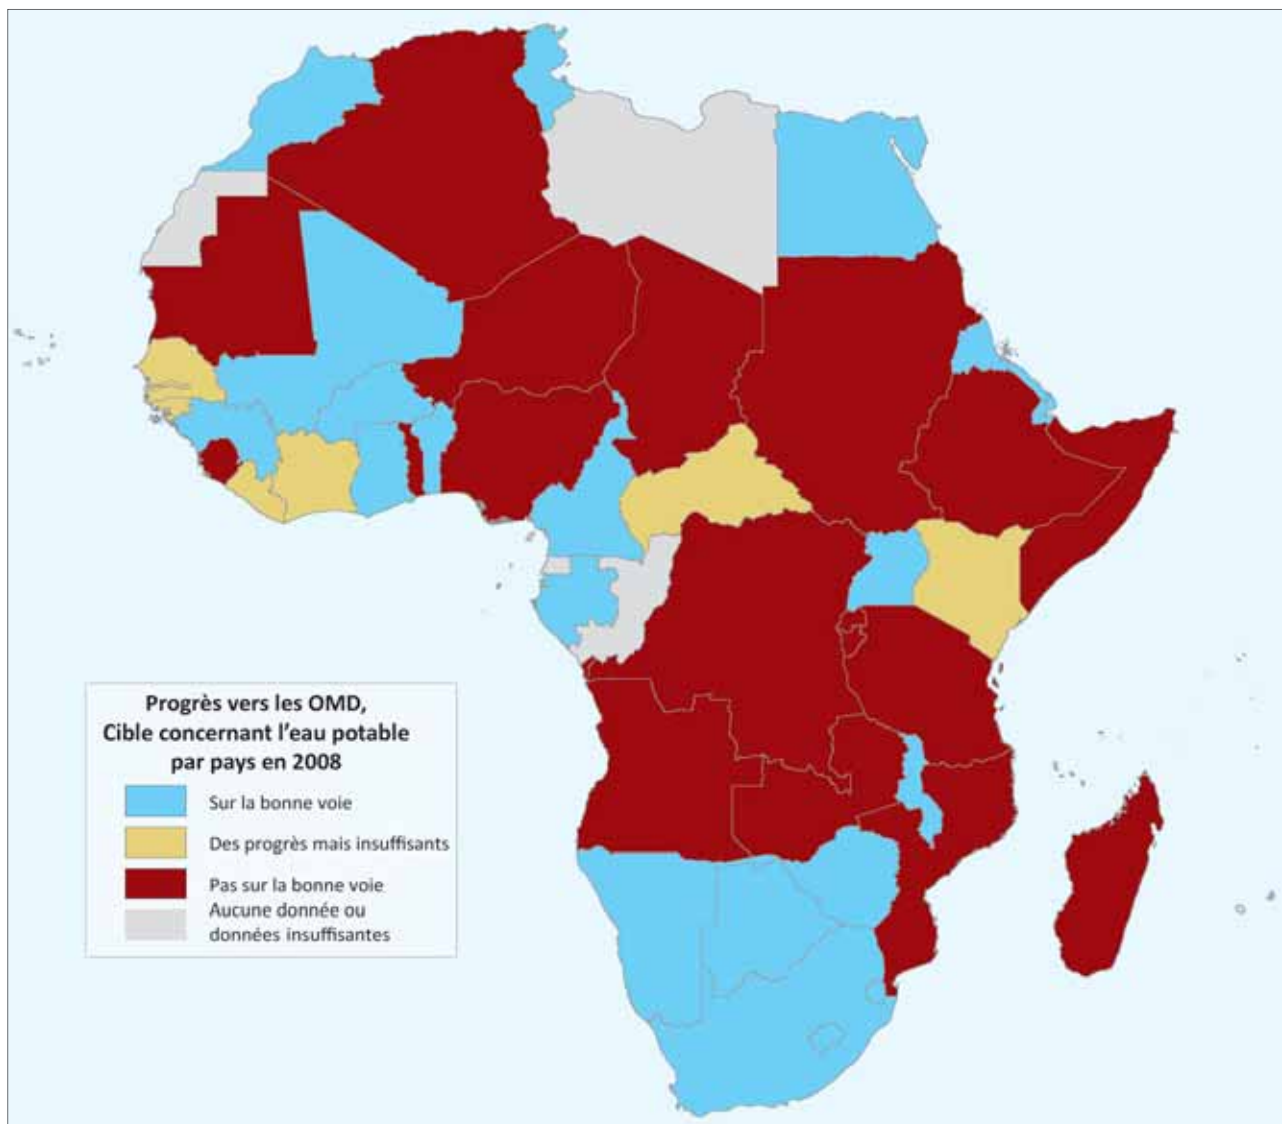 Progrès vers les OMD,
Cible concernant l’eau potable
par pays en 2008
Sur la bonne voie
Des progrès mais insuffisants
Pas sur la bonne voie
Aucune donnée ou
données insuffisantes